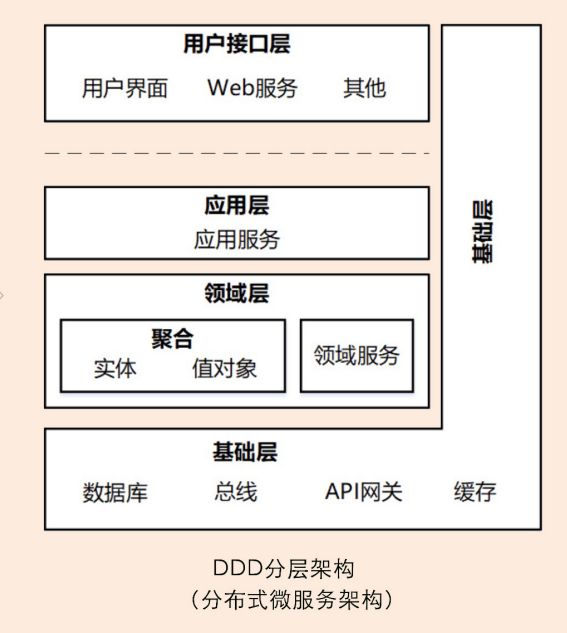 用户接口层
用户界面 Web服务 其他
应用层
应用服务
领域层
聚合
实体 值对象
领域服务
基础层
基础层
数据库 总线 API网关 缓存
DDD分层架构
（分布式微服务架构）